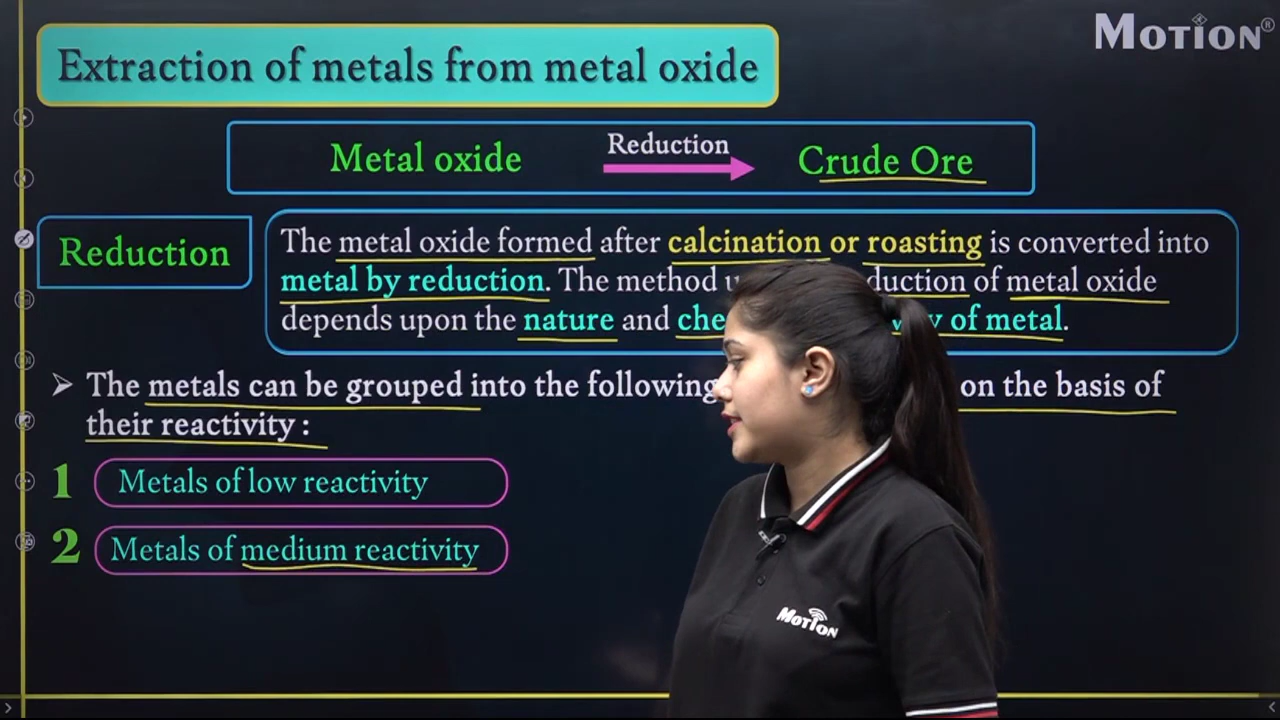 MOTION®
Extraction of metals from metal oxide
Metal oxide Reduction Crude Ore
Reduction
The metal oxide formed after calcination or roasting is converted into
metal by reduction. The method duction of metal oxide
depends upon the nature and che of metal.
The metals can be grouped into the following on the basis of
their reactivity :
1 Metals of low reactivity
2 Metals of medium reactivity
MOTION